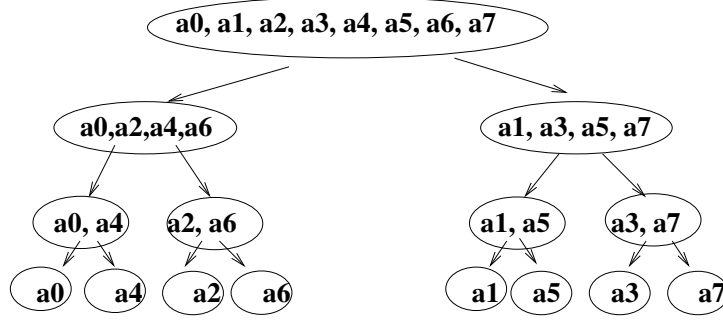 a0, a1, a2, a3, a4, a5, a6, a7
a0,a2,a4,a6
a1, a3, a5, a7
a0, a4
a2, a6
a1, a5
a3, a7
a0
a4
a2
a6
a1
a5
a3
a7